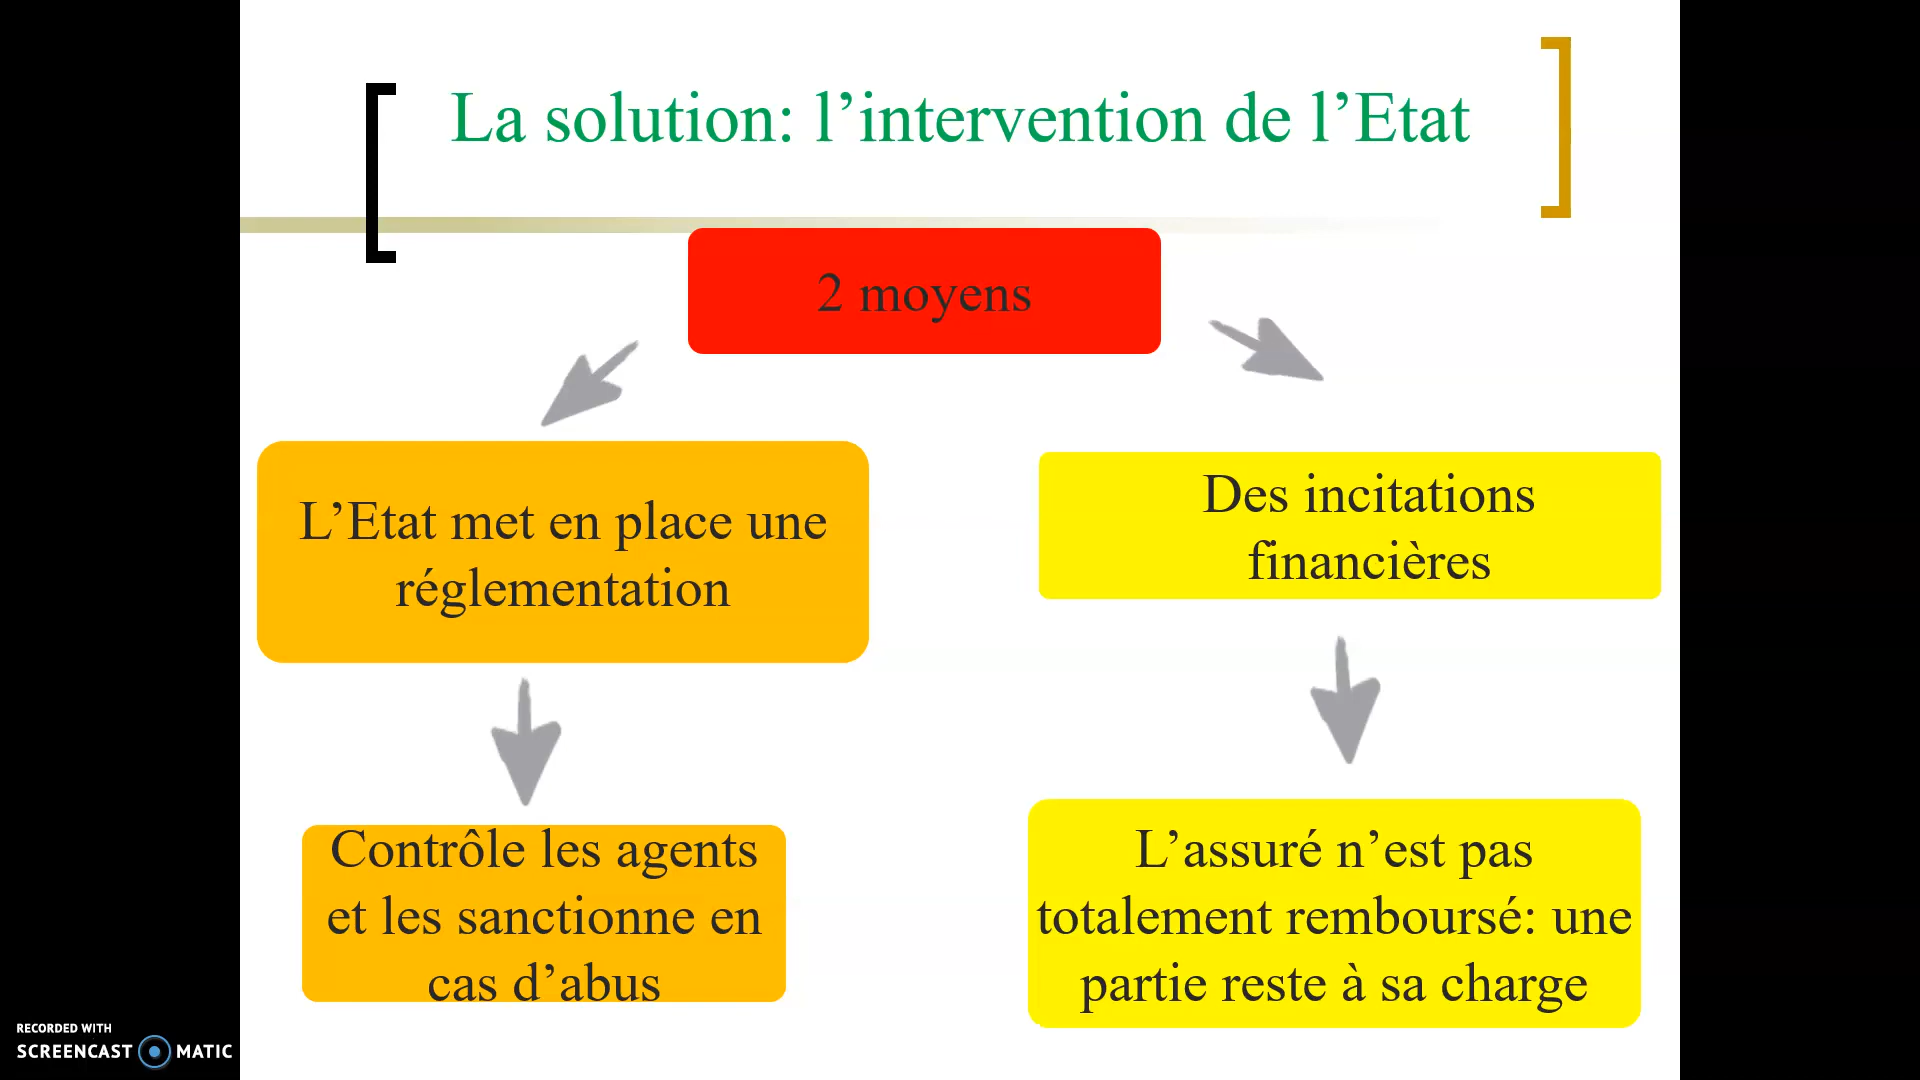 La solution: l’intervention de l’Etat
2 moyens
L’Etat met en place une
réglementation
Des incitations
financières
Contrôle les agents
et les sanctionne en
cas d’abus
L’assuré n’est pas
totalement remboursé: une
partie reste à sa charge
RECORDED WITH
SCREENCAST MATIC